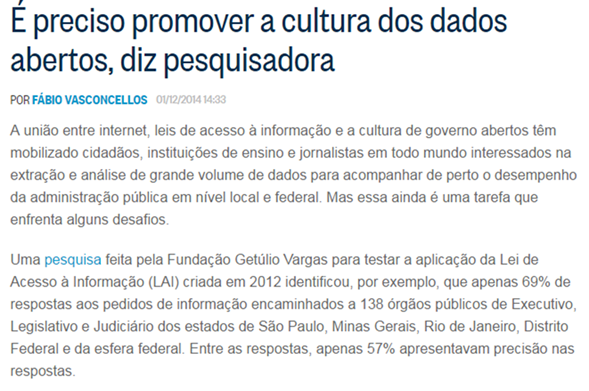 É preciso promover a cultura dos dados
abertos, diz pesquisadora
POR FÁBIO VASCONCELLOS 01/12/2014 14:33
A união entre internet, leis de acesso à informação e a cultura de governo abertos têm
mobilizado cidadãos, instituições de ensino e jornalistas em todo mundo interessados na
extração e análise de grande volume de dados para acompanhar de perto o desempenho
da administração pública em nível local e federal. Mas essa ainda é uma tarefa que
enfrenta alguns desafios.
Uma pesquisa feita pela Fundação Getúlio Vargas para testar a aplicação da Lei de
Acesso à Informação (LAI) criada em 2012 identificou, por exemplo, que apenas 69% de
respostas aos pedidos de informação encaminhados a 138 órgãos públicos de Executivo,
Legislativo e Judiciário dos estados de São Paulo, Minas Gerais, Rio de Janeiro, Distrito
Federal e da esfera federal. Entre as respostas, apenas 57% apresentavam precisão nas
respostas.